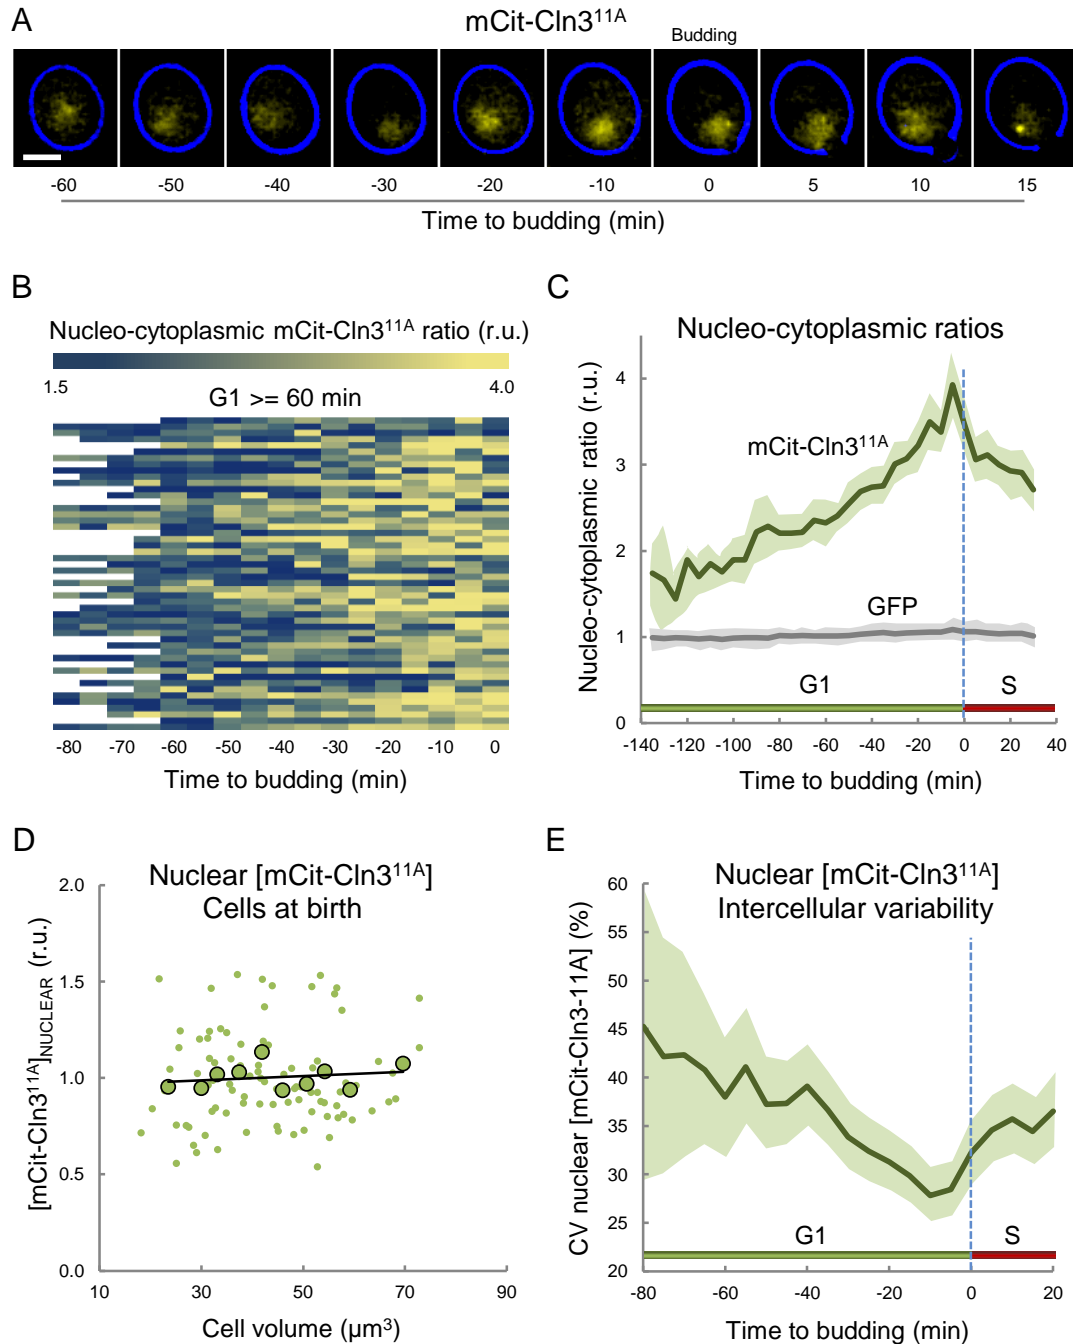 A
mCit-Cln3¹¹ᴬ
Budding
-60 -50 -40 -30 -20 -10 0 5 10 15
Time to budding (min)
B
Nucleo-cytoplasmic mCit-Cln3¹¹ᴬ ratio (r.u.)
1.5 4.0
G1 >= 60 min
-80 -70 -60 -50 -40 -30 -20 -10 0
Time to budding (min)
C
Nucleo-cytoplasmic ratios
Nucleo-cytoplasmic ratio (r.u.)
4
3
2
1
0
mCit-Cln3¹¹ᴬ
GFP
G1 S
-140 -120 -100 -80 -60 -40 -20 0 20 40
Time to budding (min)
D
Nuclear [mCit-Cln3¹¹ᴬ]
Cells at birth
[mCit-Cln3¹¹ᴬ]NUCLEAR (r.u.)
2.0
1.5
1.0
0.5
0.0
10 30 50 70 90
Cell volume (µm³)
E
Nuclear [mCit-Cln3¹¹ᴬ]
Intercellular variability
CV nuclear [mCit-Cln3-11A] (%)
60
55
50
45
40
35
30
25
20
G1 S
-80 -60 -40 -20 0 20
Time to budding (min)